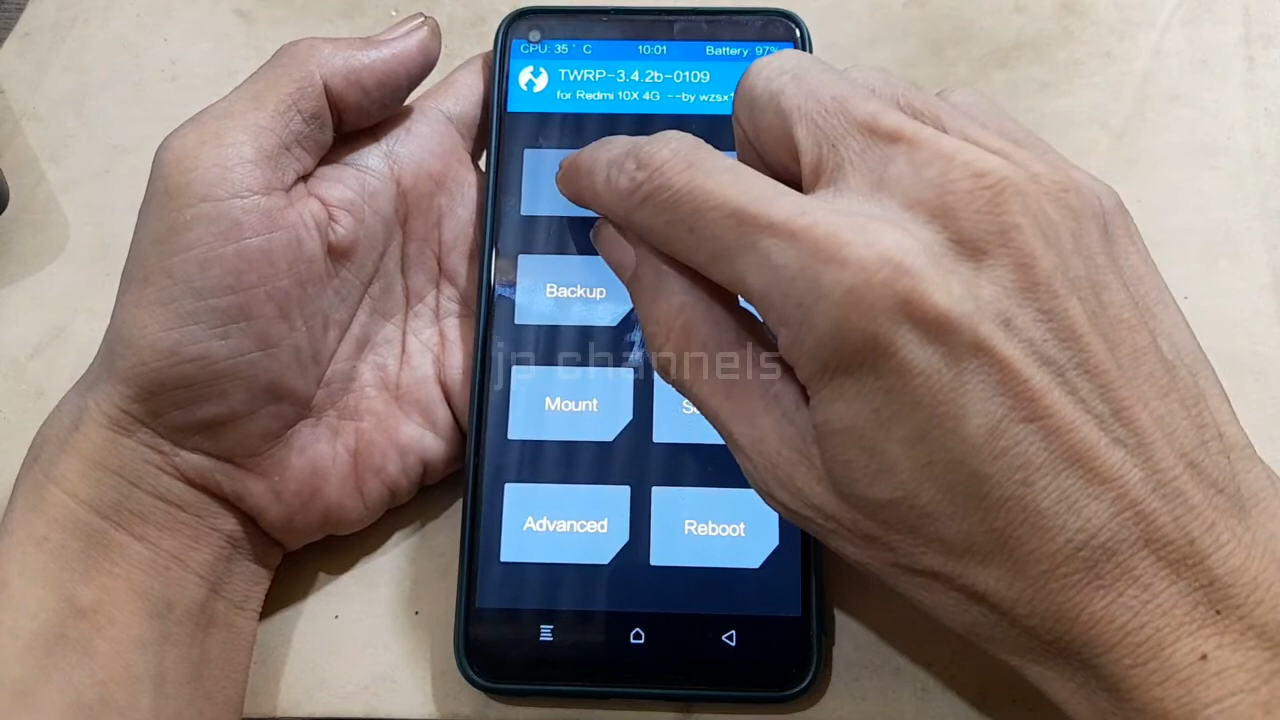 CPU: 35 ° C 10:01 Battery: 97%
TWRP-3.4.2b-0109
for Redmi 10X 4G --by
Backup
jp channels
Mount
Advanced Reboot